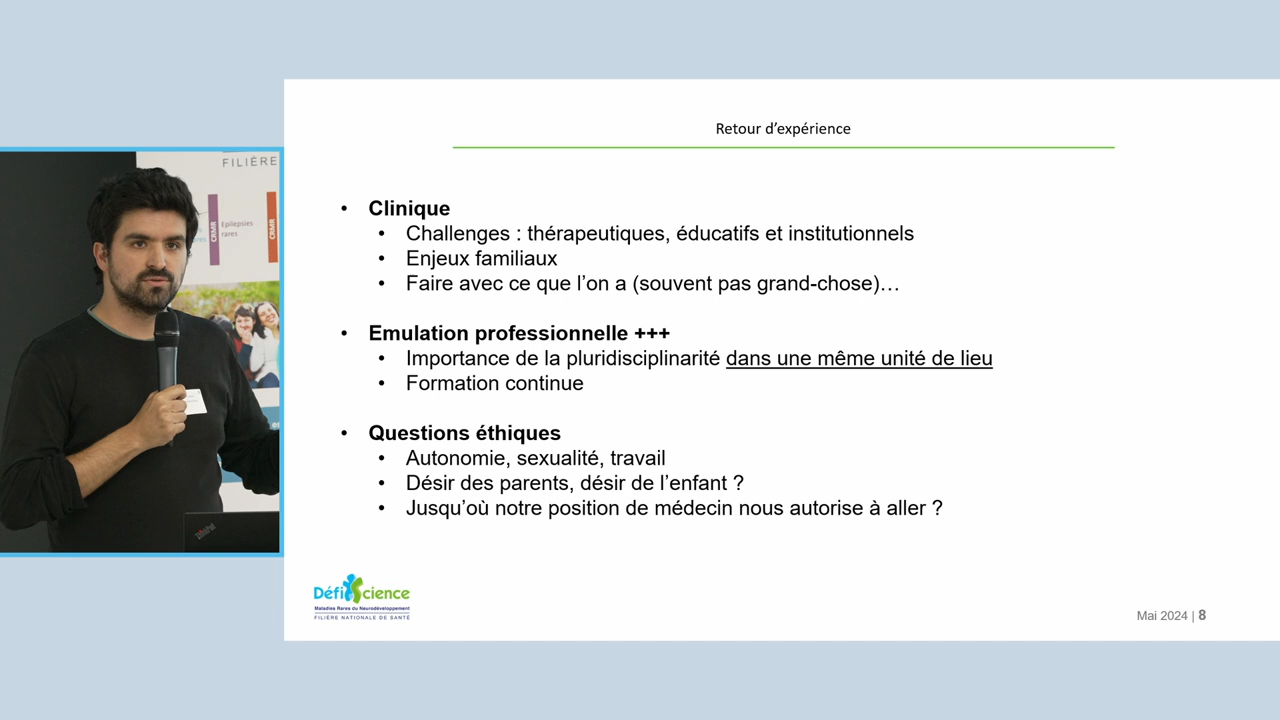 FILIÈRE
CRMR
Epilepsies
rares
CRMR
ThinkPad
Retour d’expérience
• Clinique
• Challenges : thérapeutiques, éducatifs et institutionnels
• Enjeux familiaux
• Faire avec ce que l’on a (souvent pas grand-chose)…
• Emulation professionnelle +++
• Importance de la pluridisciplinarité dans une même unité de lieu
• Formation continue
• Questions éthiques
• Autonomie, sexualité, travail
• Désir des parents, désir de l’enfant ?
• Jusqu’où notre position de médecin nous autorise à aller ?
DéfiScience
Maladies Rares du Neurodéveloppement
FILIÈRE NATIONALE DE SANTÉ
Mai 2024 | 8